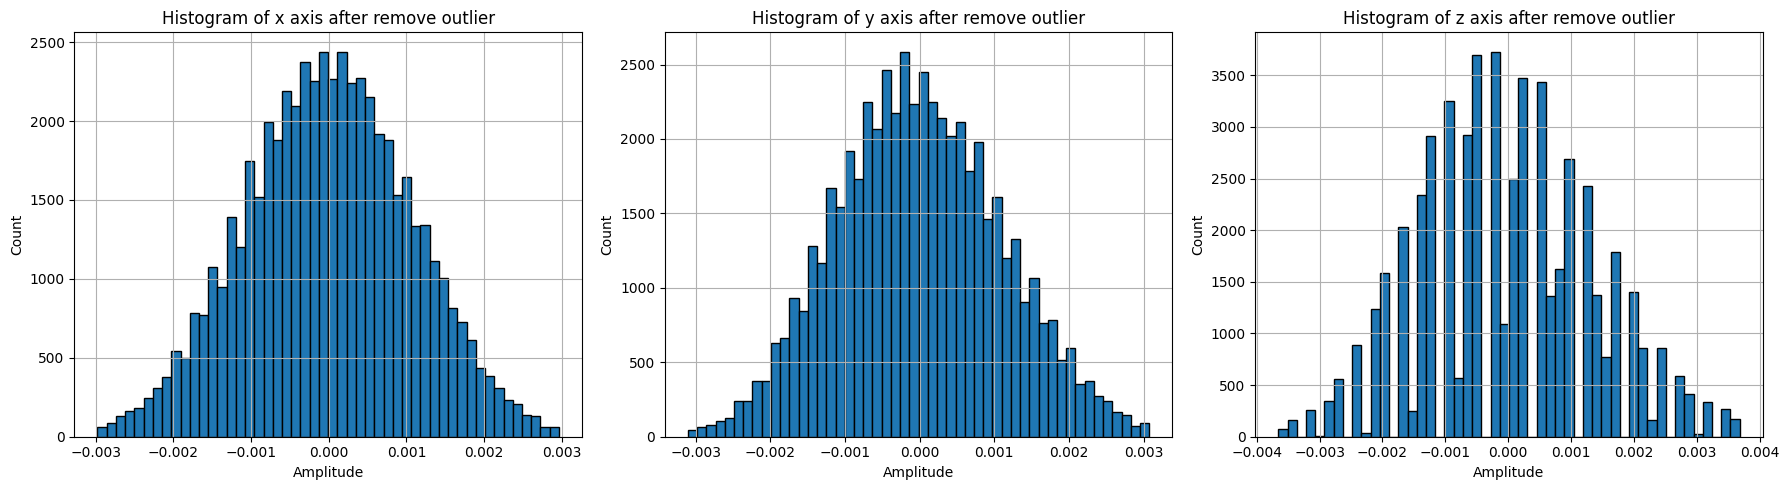 Histogram of x axis after remove outlier
2500
2000
1500
1000
500
0
Count
−0.003 −0.002 −0.001 0.000 0.001 0.002 0.003
Amplitude
Histogram of y axis after remove outlier
2500
2000
1500
1000
500
0
Count
−0.003 −0.002 −0.001 0.000 0.001 0.002 0.003
Amplitude
Histogram of z axis after remove outlier
3500
3000
2500
2000
1500
1000
500
0
Count
−0.004 −0.003 −0.002 −0.001 0.000 0.001 0.002 0.003 0.004
Amplitude